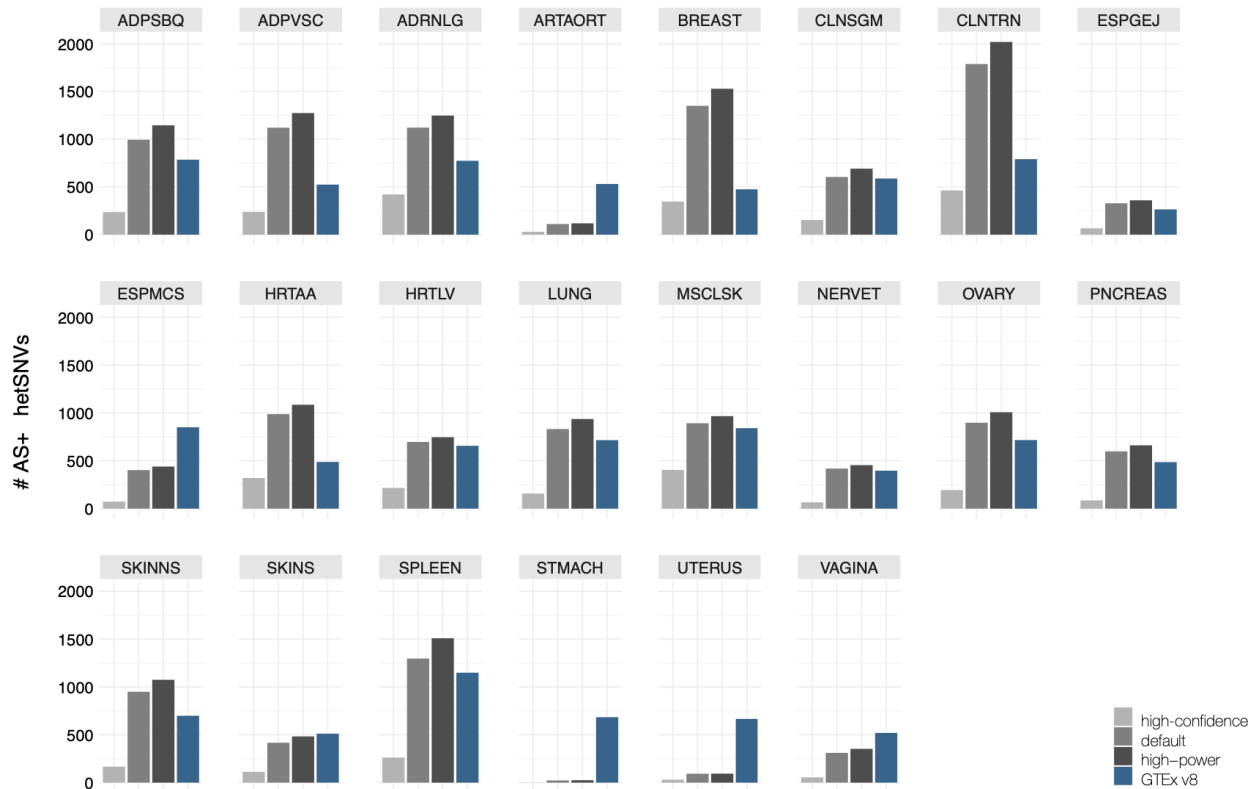 ADPSBQ ADPVSC ADRNLG ARTAORT BREAST CLNSGM CLNTRN ESPGEJ
2000
1500
1000
500
0
ESPMCS HRTAA HRTLV LUNG MSCLSK NERVET OVARY PNCREAS
2000
1500
1000
500
0
# AS+ hetSNVs
SKINNS SKINS SPLEEN STMACH UTERUS VAGINA
2000
1500
1000
500
0
high-confidence
default
high−power
GTEx v8